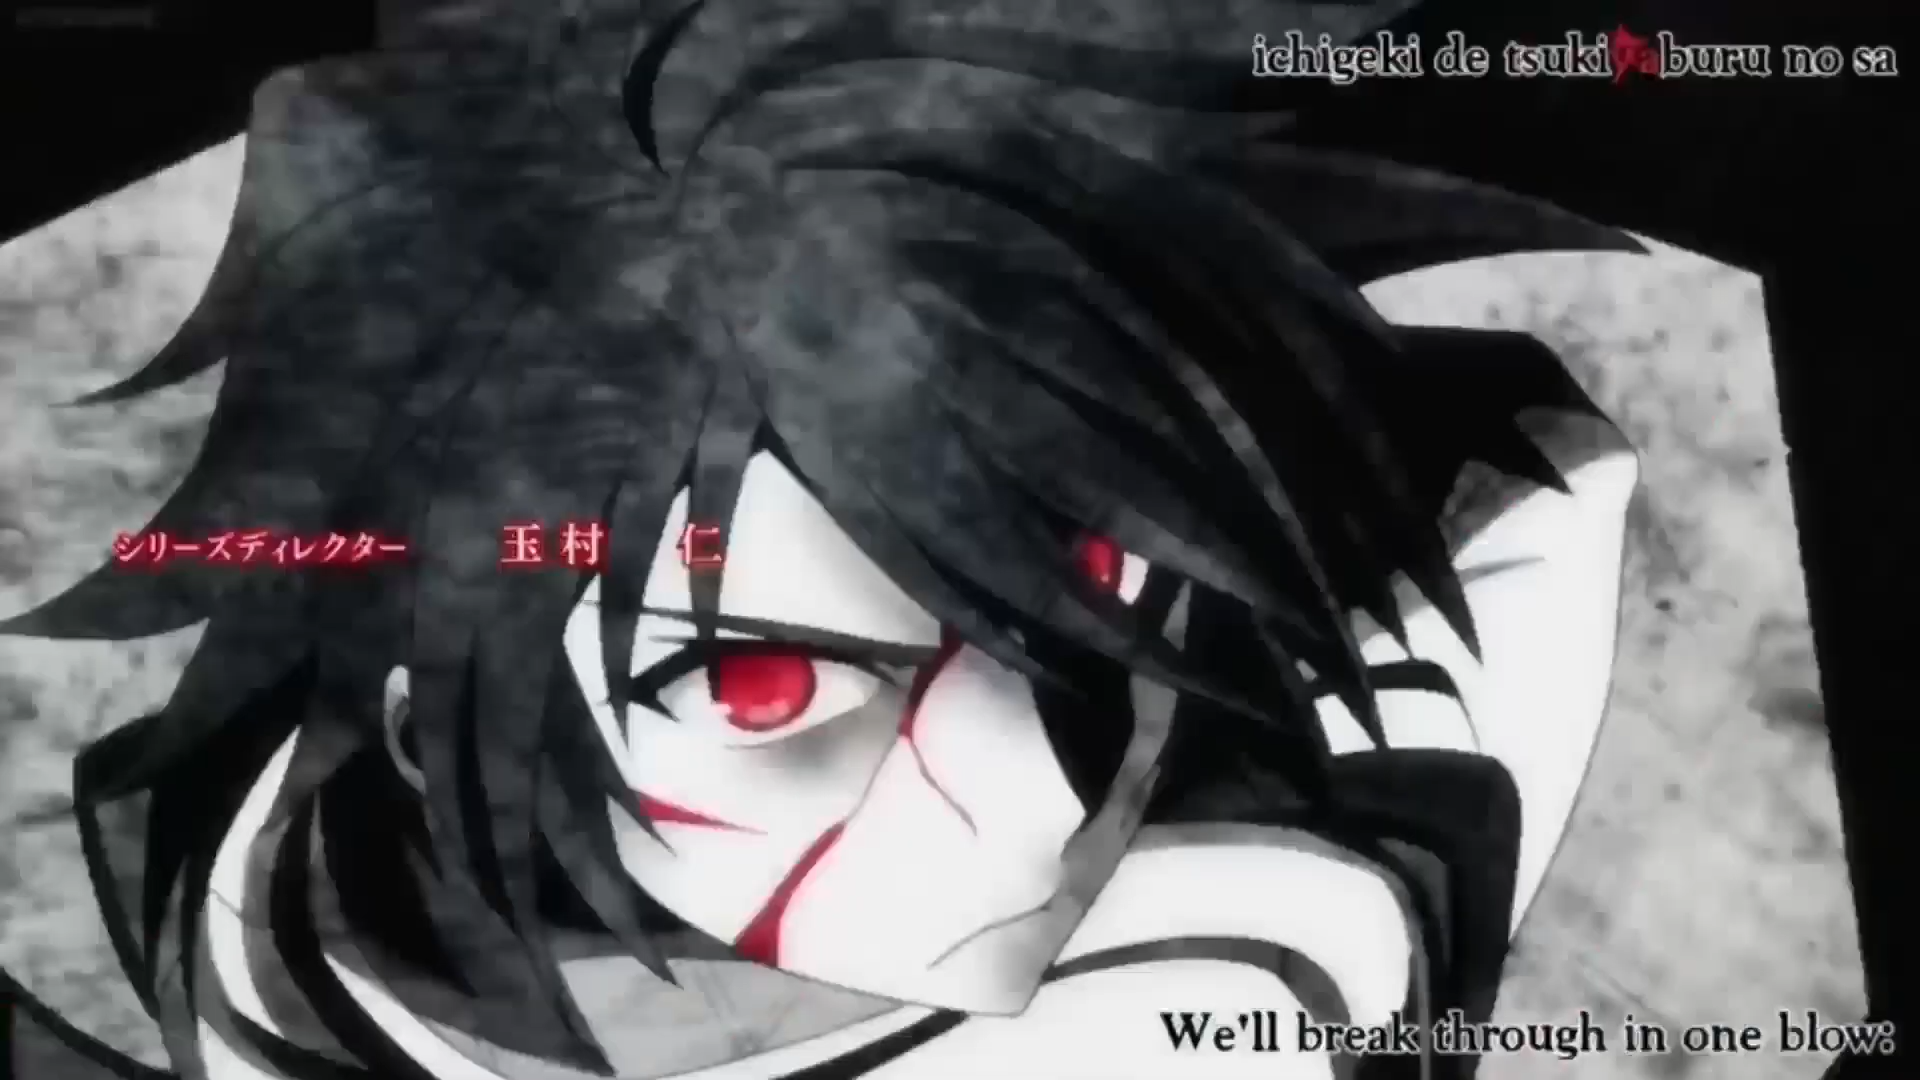 ichigeki de tsukiyaburu no sa
シリーズディレクター 玉村 仁
We'll break through in one blow: